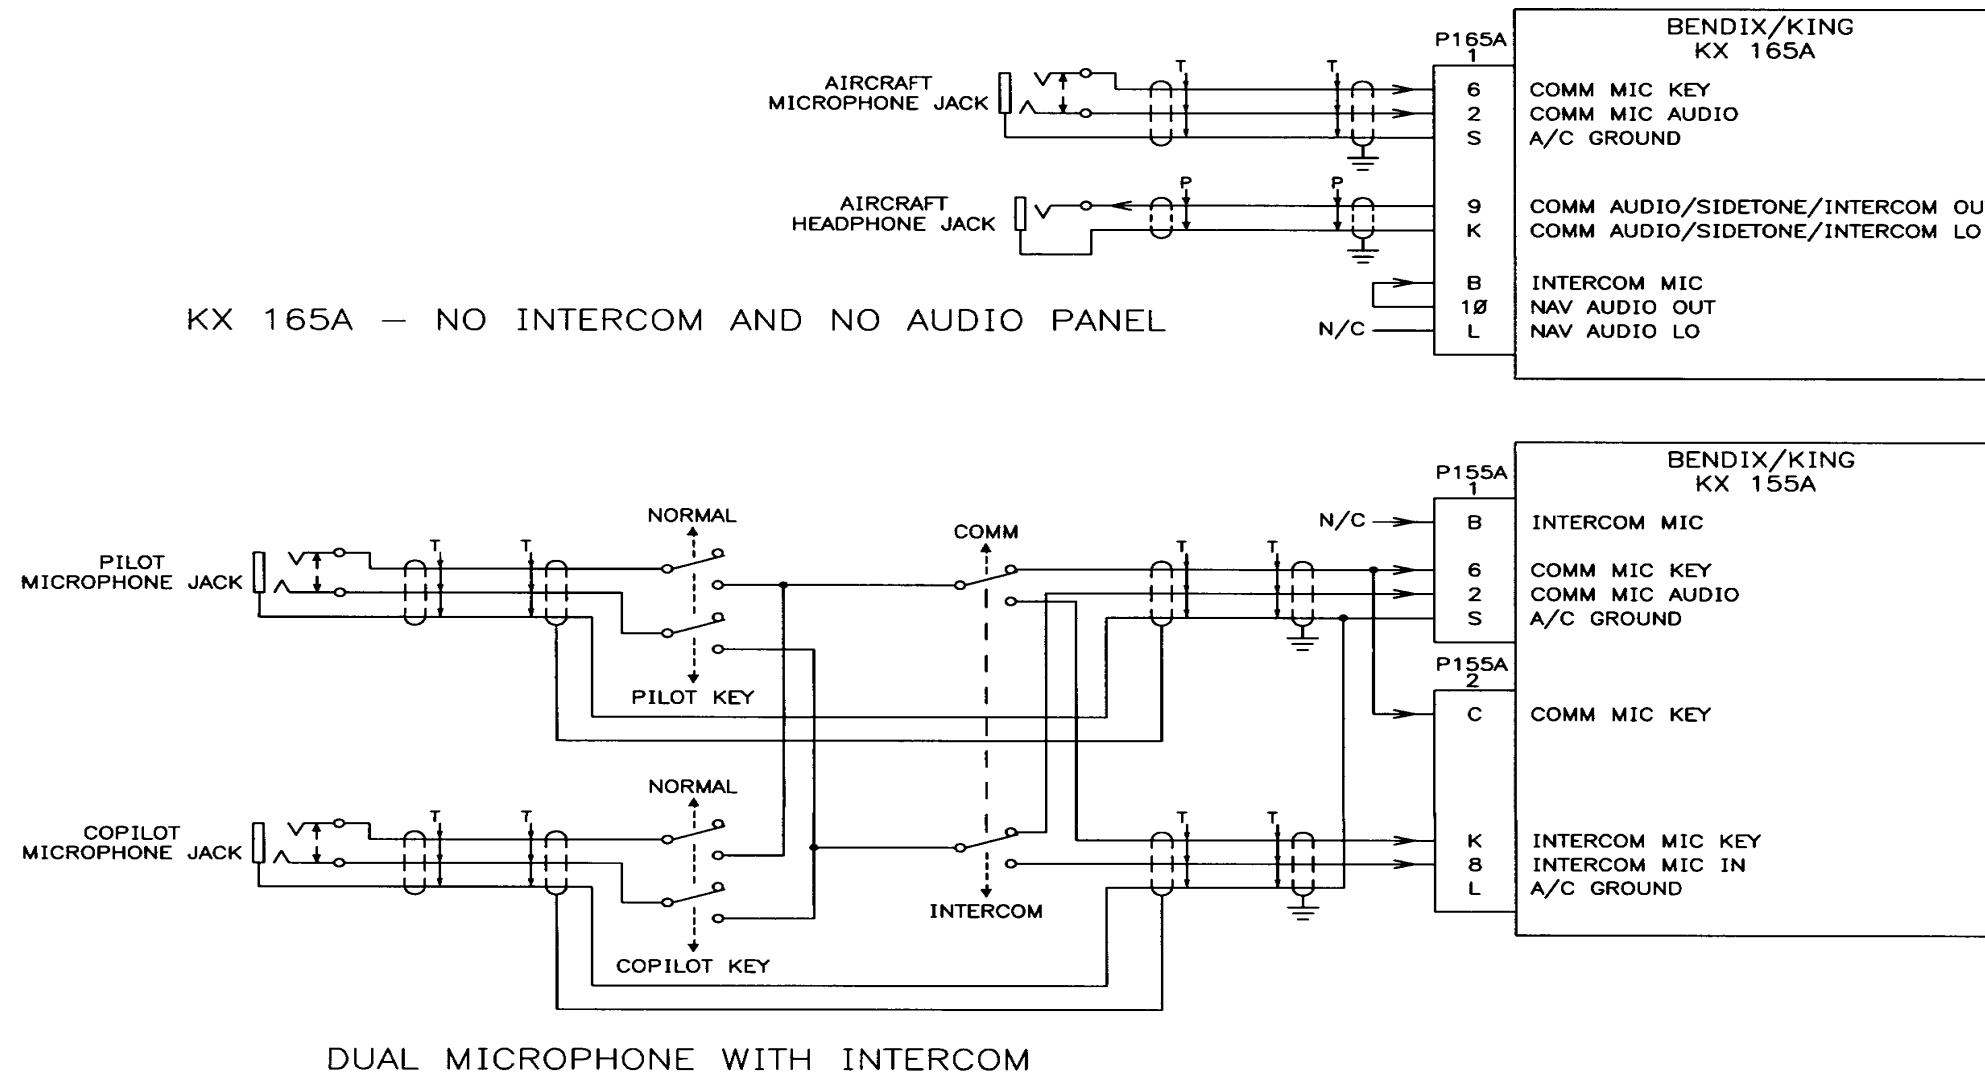 BENDIX/KING
KX 165A
P165A
1
AIRCRAFT
MICROPHONE JACK
T T
6 COMM MIC KEY
2 COMM MIC AUDIO
S A/C GROUND
AIRCRAFT
HEADPHONE JACK
P P
9 COMM AUDIO/SIDETONE/INTERCOM OU
K COMM AUDIO/SIDETONE/INTERCOM LO
B INTERCOM MIC
1Ø NAV AUDIO OUT
N/C L NAV AUDIO LO
KX 165A – NO INTERCOM AND NO AUDIO PANEL
BENDIX/KING
KX 155A
P155A
1
N/C B INTERCOM MIC
NORMAL
COMM
PILOT
MICROPHONE JACK
T T T T
6 COMM MIC KEY
2 COMM MIC AUDIO
S A/C GROUND
PILOT KEY
P155A
2
C COMM MIC KEY
NORMAL
COPILOT
MICROPHONE JACK
T T T T
K INTERCOM MIC KEY
8 INTERCOM MIC IN
L A/C GROUND
INTERCOM
COPILOT KEY
DUAL MICROPHONE WITH INTERCOM